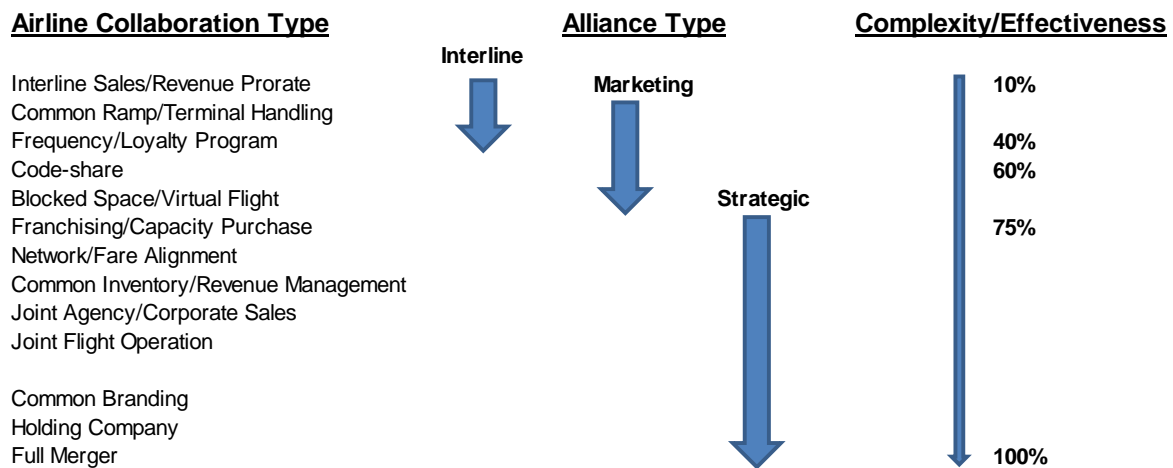 Airline Collaboration Type Alliance Type Complexity/Effectiveness
Interline
Interline Sales/Revenue Prorate Marketing 10%
Common Ramp/Terminal Handling
Frequency/Loyalty Program 40%
Code-share 60%
Blocked Space/Virtual Flight Strategic
Franchising/Capacity Purchase 75%
Network/Fare Alignment
Common Inventory/Revenue Management
Joint Agency/Corporate Sales
Joint Flight Operation
Common Branding
Holding Company
Full Merger 100%